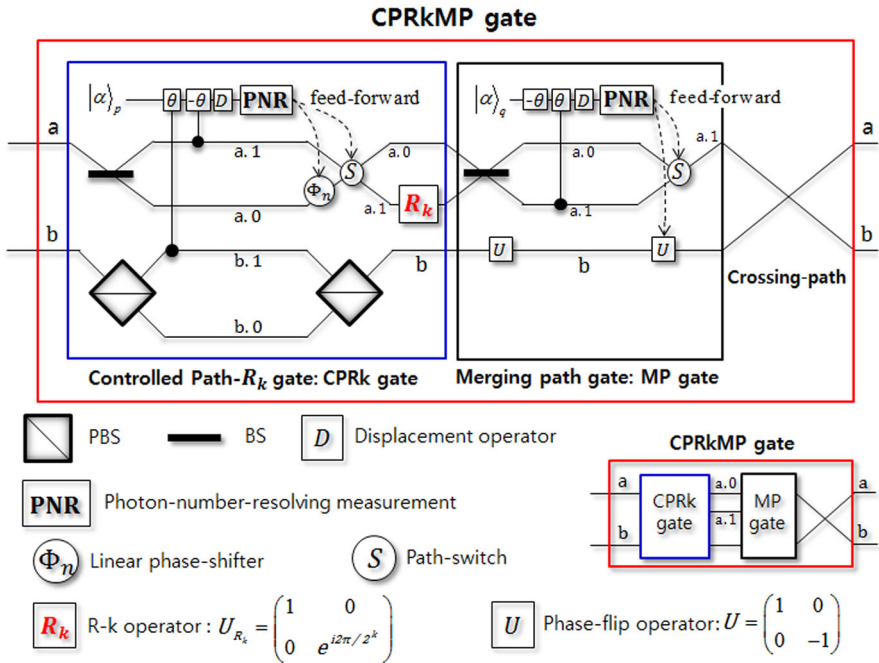 CPRkMP gate
|α⟩p θ -θ D PNR feed-forward
|α⟩q -θ θ D PNR feed-forward
a a.1 a.0 S a.0 a.1 a
Φn S
a.0 a.1 Rk a.1
b b.1 b U b U b
b.0
Crossing-path
Controlled Path-Rk gate: CPRk gate
Merging path gate: MP gate
PBS BS D Displacement operator
PNR Photon-number-resolving measurement
Φn Linear phase-shifter S Path-switch
CPRkMP gate
a CPRk gate a.0 MP gate a
b a.1 b
Rk R-k operator : U_Rk = (1 0
0 e^i2π/2^k)
U Phase-flip operator: U = (1 0
0 -1)